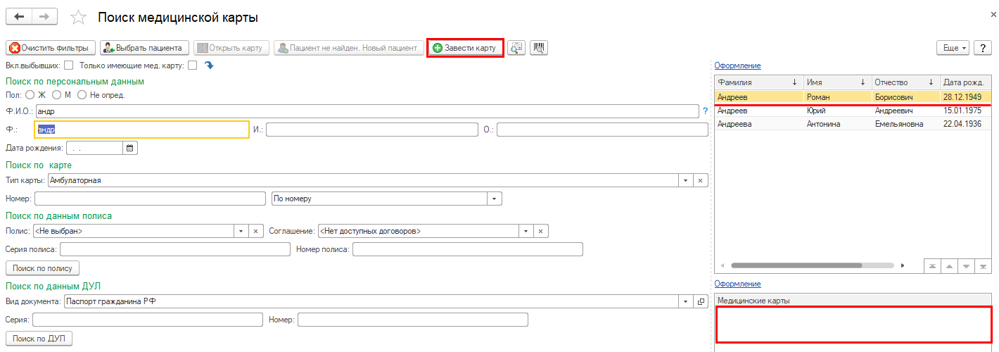 Поиск медицинской карты
Очистить фильтры Выбрать пациента Открыть карту Пациент не найден. Новый пациент Завести карту Еще ?
Вкл.выбывших: Только имеющие мед. карту:
Поиск по персональным данным
Пол: Ж М Не опред.
Ф.И.О.: андр ?
Ф.: андр И.: О.:
Дата рождения: . .
Поиск по карте
Тип карты: Амбулаторная
Номер: По номеру
Поиск по данным полиса
Полис: <Не выбран> Соглашение: <Нет доступных договоров>
Серия полиса: Номер полиса:
Поиск по полису
Поиск по данным ДУЛ
Вид документа: Паспорт гражданина РФ
Серия: Номер:
Поиск по ДУЛ
Оформление
Фамилия Имя Отчество Дата рожд.
Андреев Роман Борисович 28.12.1949
Андреев Юрий Андреевич 15.01.1975
Андреева Антонина Емельяновна 22.04.1936
Оформление
Медицинские карты